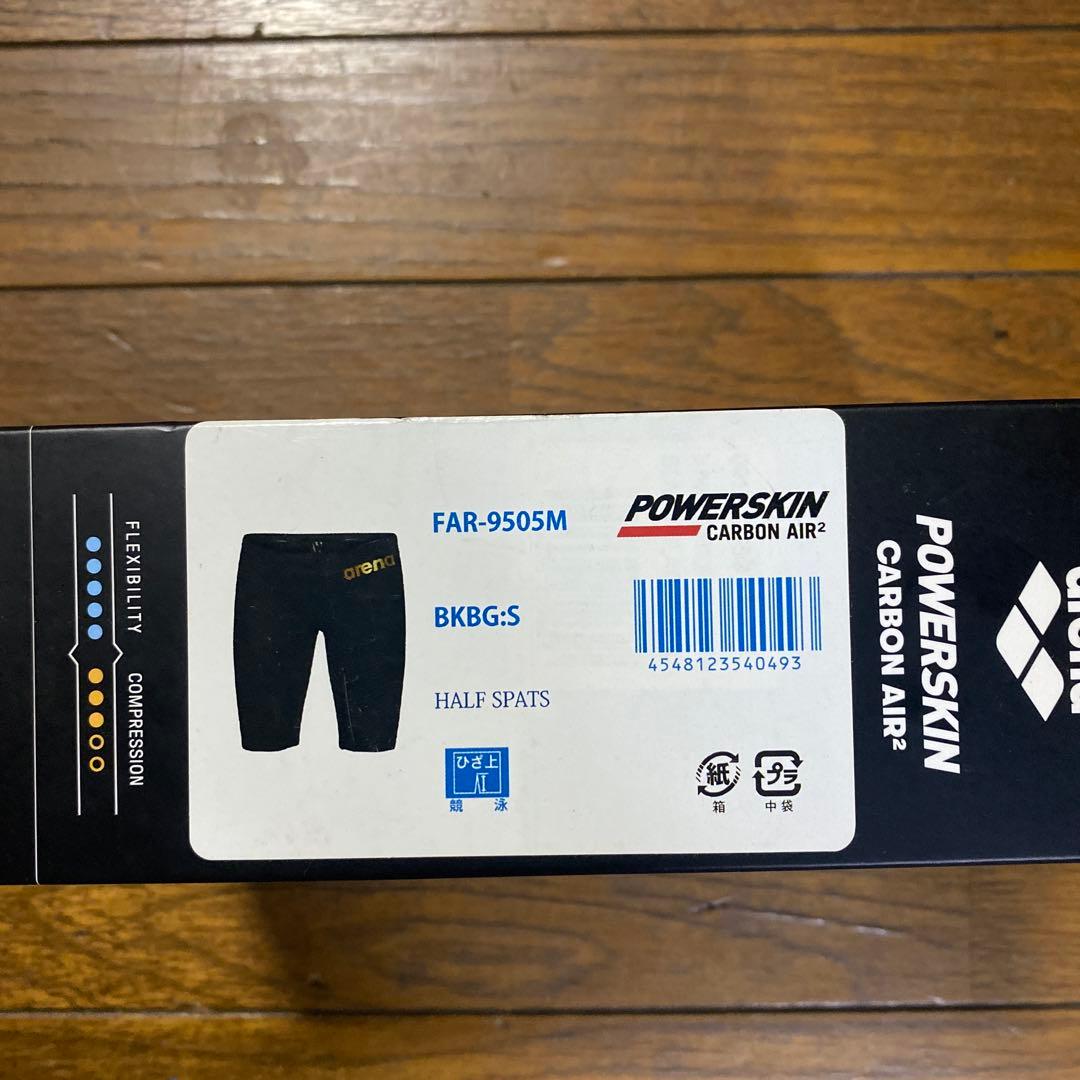 FLEXIBILITY
COMPRESSION
arena
FAR-9505M
BKBG:S
HALF SPATS
ひざ上
競 泳
POWERSKIN
CARBON AIR²
4548123540493
紙
箱
プラ
中袋
POWERSKIN
CARBON AIR²
arena